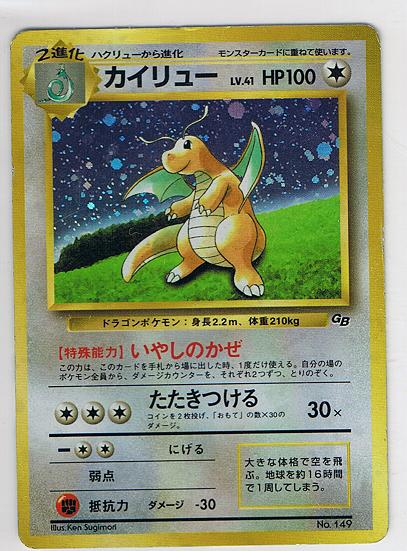 2進化
ハクリューから進化
モンスターカードに重ねて使います。
カイリュー LV.41 HP100
ドラゴンポケモン：身長2.2m、体重210kg
GB
【特殊能力】いやしのかぜ
この力は、このカードを手札から場に出した時、1度だけ使える。自分の場の
ポケモン全員から、ダメージカウンターを、それぞれ2つずつ、とりのぞく。
たたきつける 30×
コインを2枚投げ、「おもて」の数×30の
ダメージ。
にげる
弱点
抵抗力 ダメージ -30
大きな体格で空を飛
ぶ。地球を約16時間
で1周してしまう。
Illus.Ken Sugimori
No.149